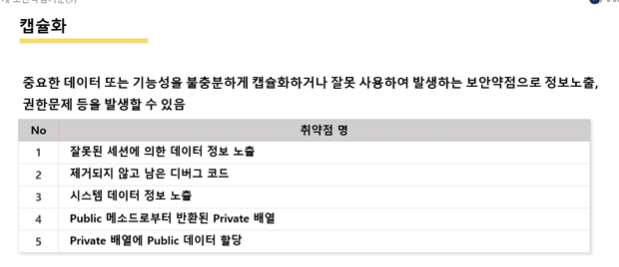 캡슐화
중요한 데이터 또는 기능성을 불충분하게 캡슐화하거나 잘못 사용하여 발생하는 보안약점으로 정보노출,
권한문제 등을 발생할 수 있음
No 취약점 명
1 잘못된 세션에 의한 데이터 정보 노출
2 제거되지 않고 남은 디버그 코드
3 시스템 데이터 정보 노출
4 Public 메소드로부터 반환된 Private 배열
5 Private 배열에 Public 데이터 할당